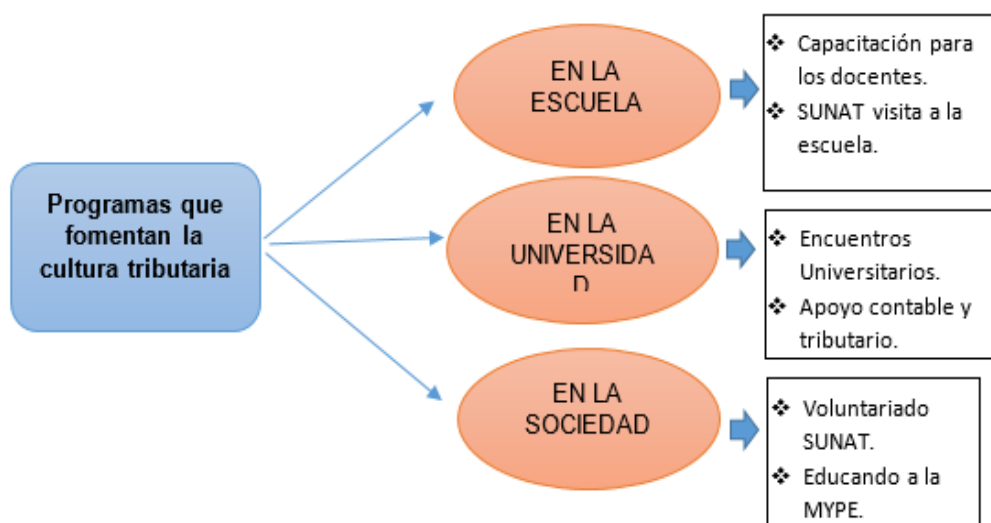 Programas que
fomentan la
cultura tributaria
EN LA
ESCUELA
❖ Capacitación para
los docentes.
❖ SUNAT visita a la
escuela.
EN LA
UNIVERSIDA
D
❖ Encuentros
Universitarios.
❖ Apoyo contable y
tributario.
EN LA
SOCIEDAD
❖ Voluntariado
SUNAT.
❖ Educando a la
MYPE.